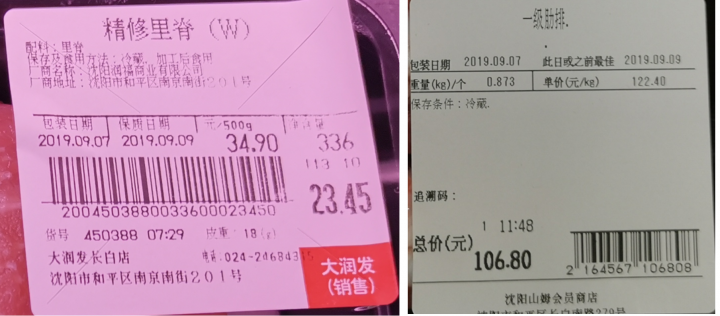 精修里脊 (W)
配料：里脊
保存及食用方法：冷藏，加工后食用
厂商名称：沈阳润福商业有限公司
厂商地址：沈阳市和平区南京南街201号
包装日期 保质日期 元/500g
2019.09.07 2019.09.09 34.90 336
113 10
23.45
200450388003360002345​0
货号 450388 07:29 皮重：18(g)
大润发长白店 电话.024-246843
沈阳市和平区南京南街201号
大润发
(销售)
一级肋排.
包装日期 2019.09.07 此日或之前最佳 2019.09.09
重量(kg)/个 0.873 单价(元/kg) 122.40
保存条件：冷藏.
追溯码：
1 11:48
总价(元)
106.80
2 164567 106808
沈阳山姆会员商店